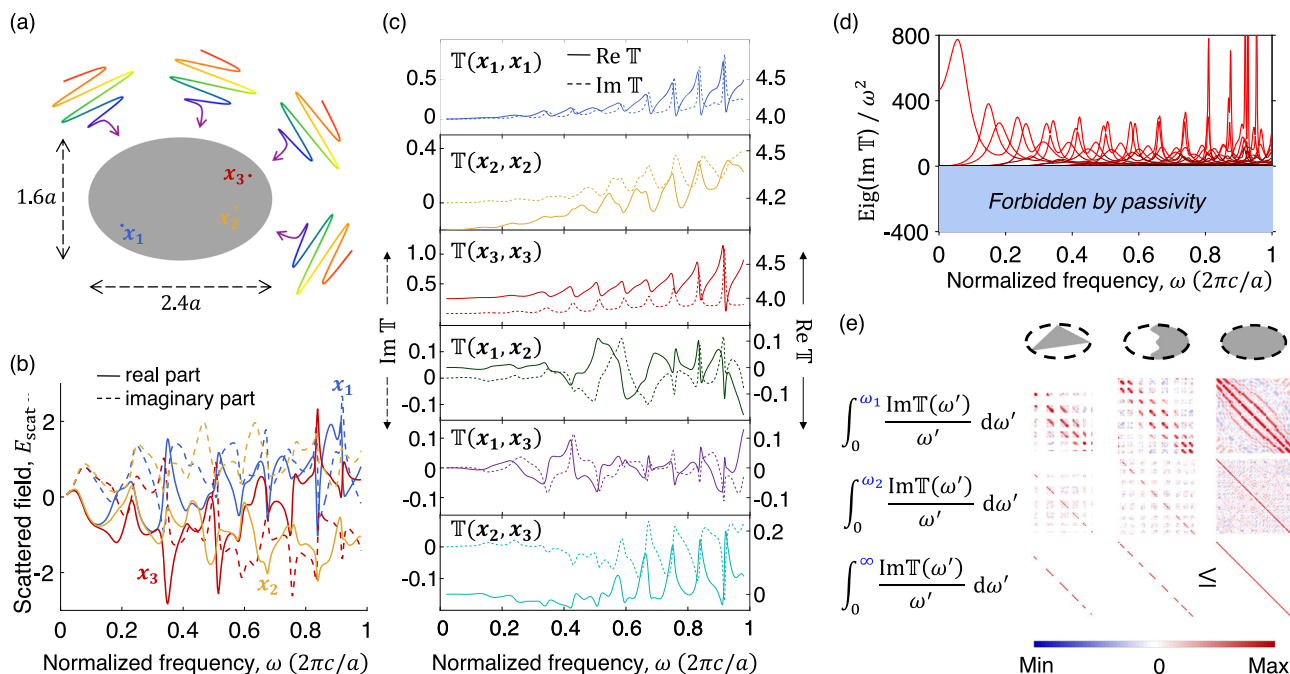 (a)
1.6a
x₃
x₂
x₁
2.4a
(b)
real part
imaginary part
x₁
x₃
x₂
Scattered field, E_scat
2
0
-2
0 0.2 0.4 0.6 0.8 1
Normalized frequency, ω (2πc/a)
(c)
𝕋(x₁, x₁)
Re 𝕋
Im 𝕋
0.5
0
4.5
4.0
𝕋(x₂, x₂)
0.4
0
4.5
4.2
𝕋(x₃, x₃)
1.0
0.5
4.5
4.0
Im 𝕋
Re 𝕋
𝕋(x₁, x₂)
0.1
0
-0.1
0.1
0
-0.1
𝕋(x₁, x₃)
0.1
0
-0.1
0.1
0
-0.1
𝕋(x₂, x₃)
0
-0.1
0.2
0
0 0.2 0.4 0.6 0.8 1
Normalized frequency, ω (2πc/a)
(d)
Eig(Im 𝕋) / ω²
800
400
0
-400
Forbidden by passivity
0 0.2 0.4 0.6 0.8 1
Normalized frequency, ω (2πc/a)
(e)
∫₀^ω₁ Im𝕋(ω′)/ω′ dω′
∫₀^ω₂ Im𝕋(ω′)/ω′ dω′
∫₀^∞ Im𝕋(ω′)/ω′ dω′
≤
Min 0 Max